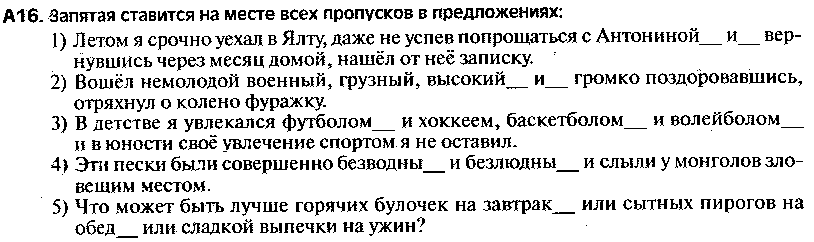 А16. Запятая ставится на месте всех пропусков в предложениях:
1) Летом я срочно уехал в Ялту, даже не успев попрощаться с Антониной__ и__ вер-
нувшись через месяц домой, нашёл от неё записку.
2) Вошёл немолодой военный, грузный, высокий__ и__ громко поздоровавшись,
отряхнул о колено фуражку.
3) В детстве я увлекался футболом__ и хоккеем, баскетболом__ и волейболом__
и в юности своё увлечение спортом я не оставил.
4) Эти пески были совершенно безводны__ и безлюдны__ и слыли у монголов зло-
вещим местом.
5) Что может быть лучше горячих булочек на завтрак__ или сытных пирогов на
обед__ или сладкой выпечки на ужин?